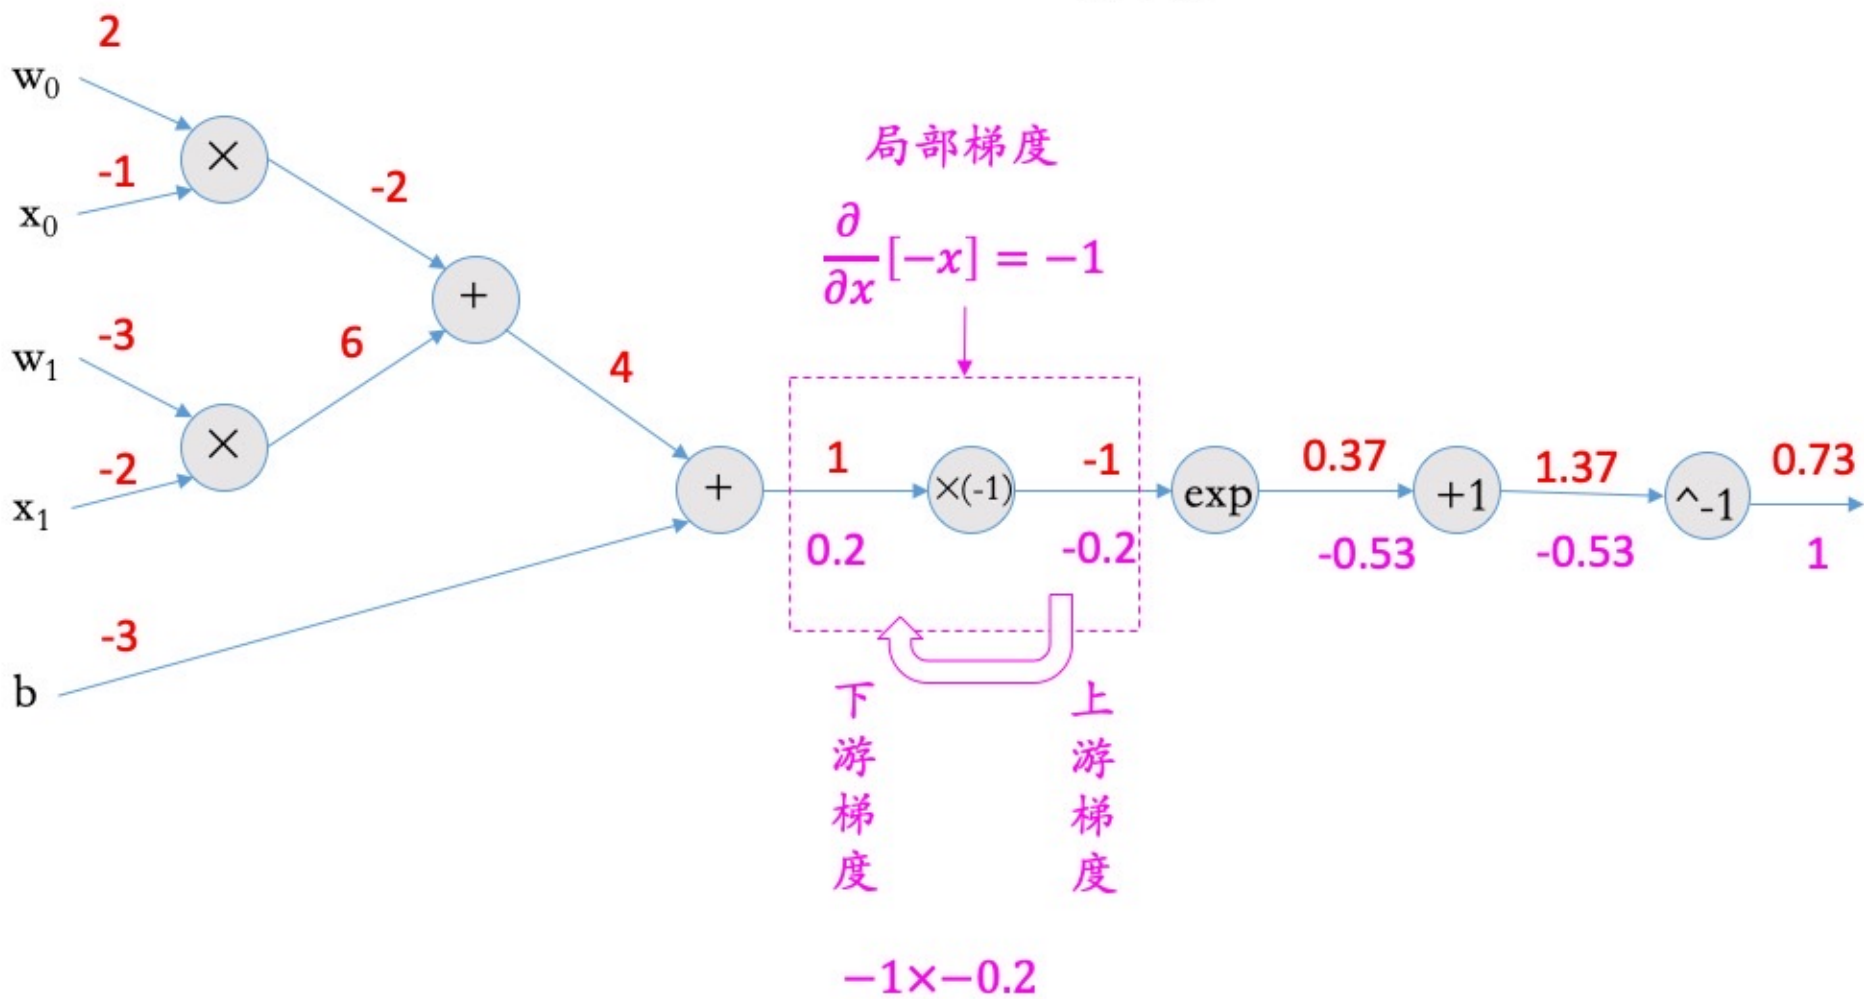 2
w₀
×
-1
x₀
-2
局部梯度
∂/∂x[−x] = −1
+
-3
w₁
6
4
×
-2
x₁
+
1
×(-1)
-1
exp
0.37
+1
1.37
^-1
0.73
0.2
-0.2
-0.53
-0.53
1
-3
b
下游梯度
上游梯度
−1×−0.2